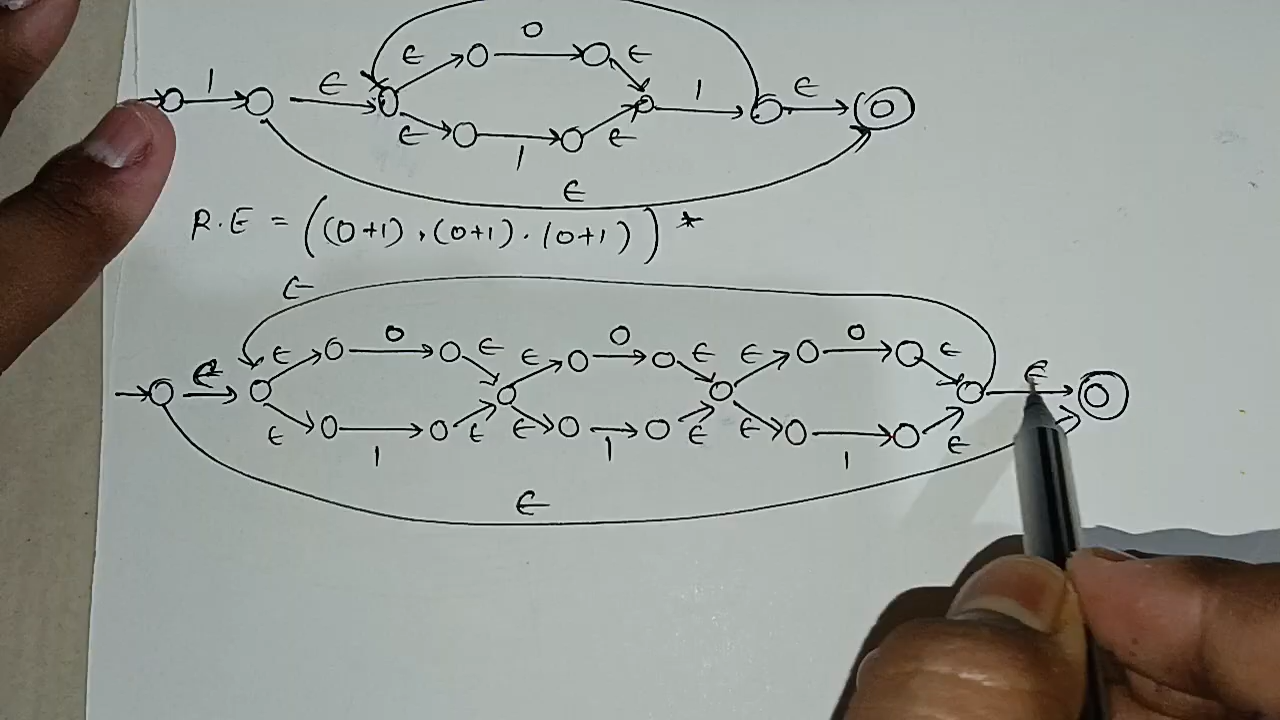 0
ϵ ϵ
1 ϵ 1 ϵ
ϵ ϵ
1
ϵ
R.E = ((0+1).(0+1).(0+1))*
ϵ
0 0 0
ϵ ϵ ϵ ϵ ϵ ϵ
ϵ ϵ
ϵ ϵ ϵ ϵ ϵ ϵ
1 1 1
ϵ